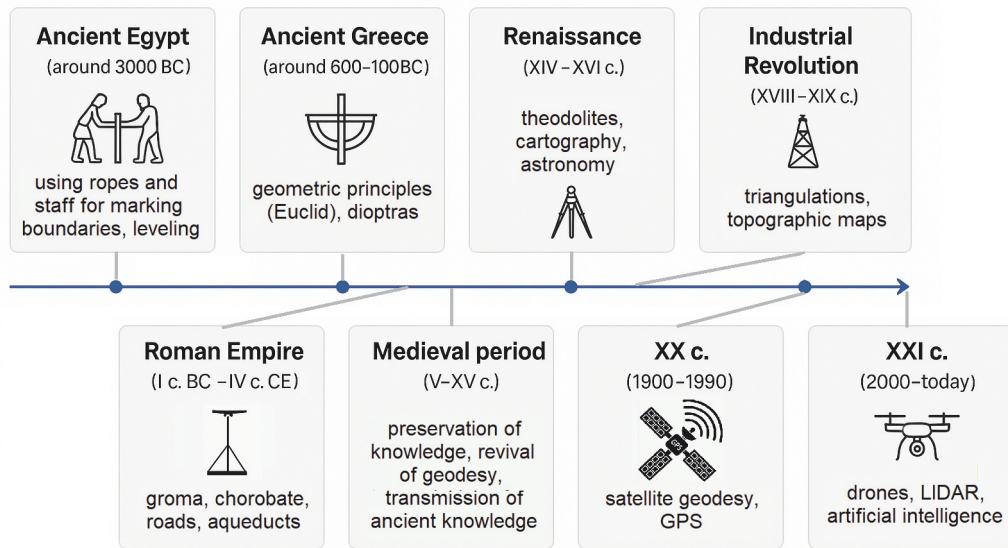 Ancient Egypt
(around 3000 BC)
using ropes and
staff for marking
boundaries, leveling
Ancient Greece
(around 600–100BC)
geometric principles
(Euclid), dioptras
Renaissance
(XIV–XVI c.)
theodolites,
cartography,
astronomy
Industrial
Revolution
(XVIII–XIX c.)
triangulations,
topographic maps
Roman Empire
(I c. BC –IV c. CE)
groma, chorobate,
roads, aqueducts
Medieval period
(V–XV c.)
preservation of
knowledge, revival
of geodesy,
transmission of
ancient knowledge
XX c.
(1900–1990)
satellite geodesy,
GPS
XXI c.
(2000–today)
drones, LIDAR,
artificial intelligence